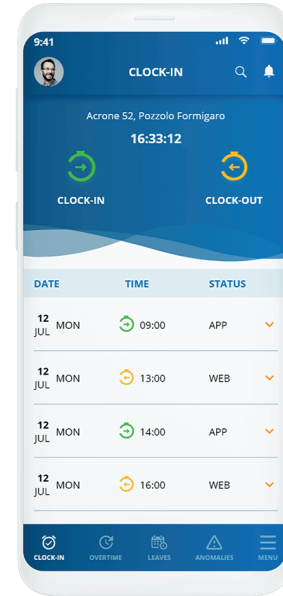 9:41
CLOCK-IN
Acrone 52, Pozzolo Formigaro
16:33:12
CLOCK-IN CLOCK-OUT
DATE TIME STATUS
12 JUL MON 09:00 APP
12 JUL MON 13:00 WEB
12 JUL MON 14:00 APP
12 JUL MON 16:00 WEB
CLOCK-IN OVERTIME LEAVES ANOMALIES MENU